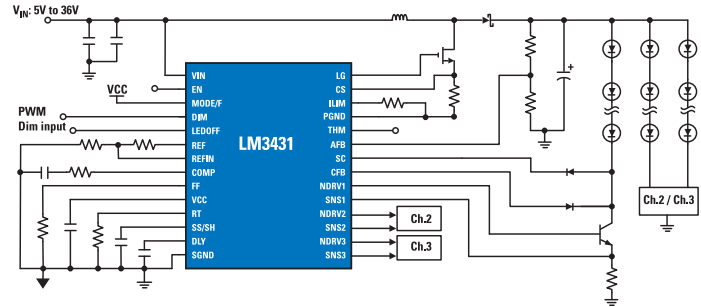 VIN: 5V to 36V
VCC
PWM
Dim input
LM3431
VIN
EN
MODE/F
DIM
LEDOFF
REF
REFIN
COMP
FF
VCC
RT
SS/SH
DLY
SGND
LG
CS
ILIM
PGND
THM
AFB
SC
CFB
NDRV1
SNS1
NDRV2
SNS2
NDRV3
SNS3
Ch.2
Ch.3
Ch.2 / Ch.3
+